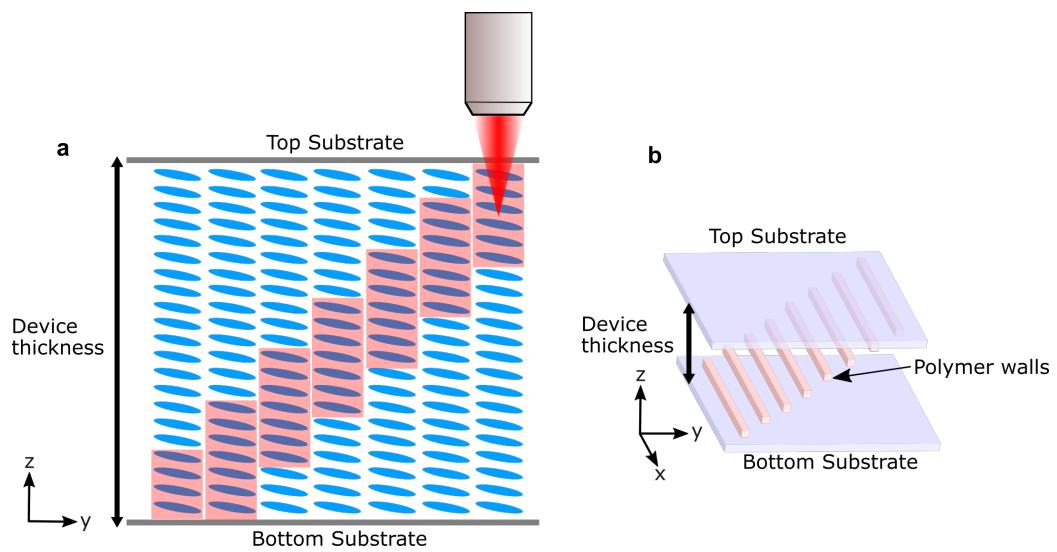 a
Top Substrate
Device
thickness
z
y
Bottom Substrate
b
Top Substrate
Device
thickness
Polymer walls
z
y
x
Bottom Substrate